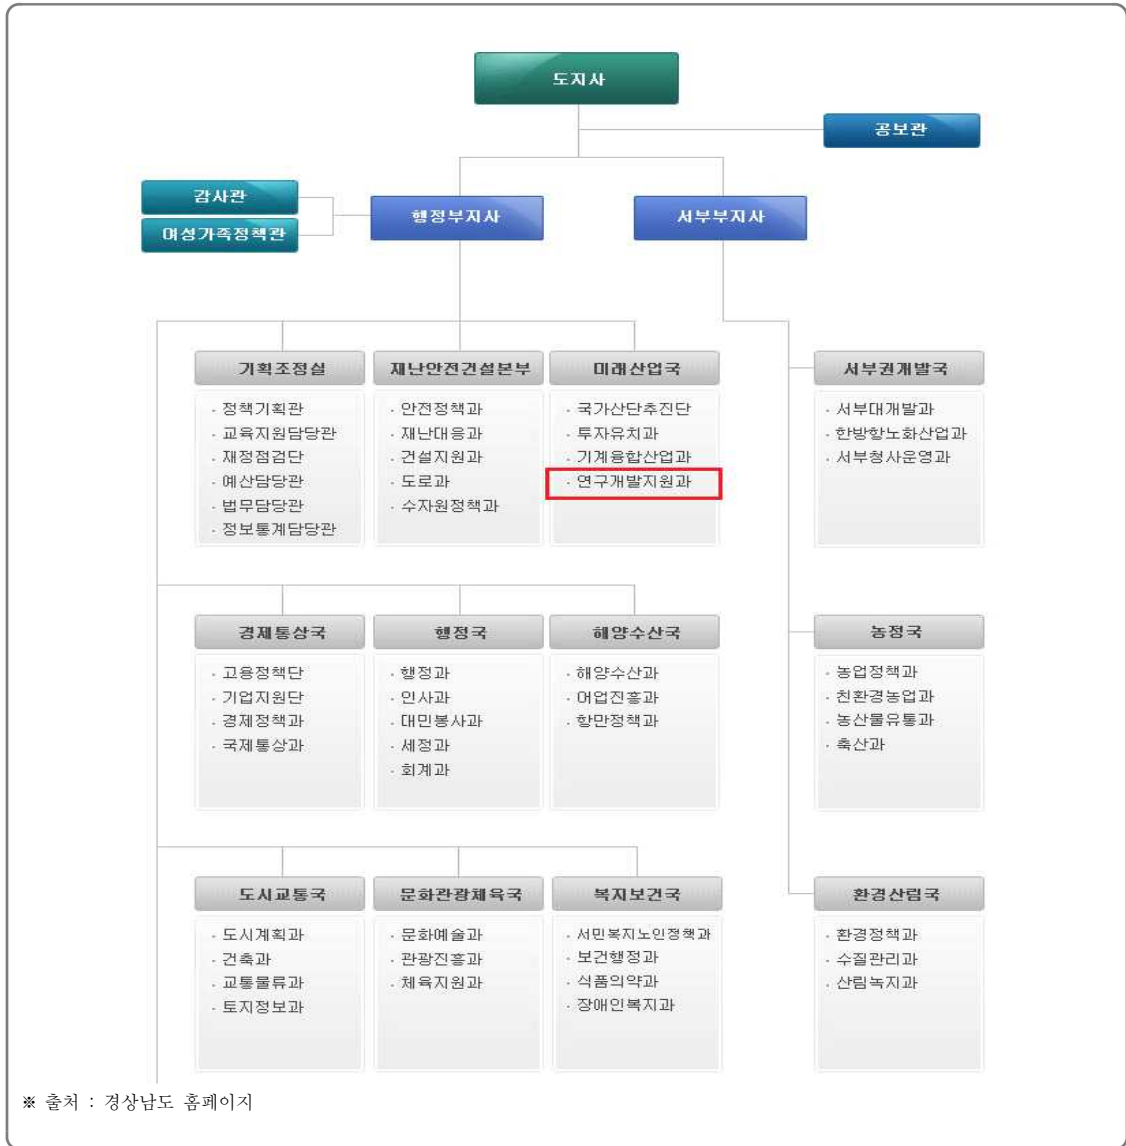 도지사
공보관
감사관
여성가족정책관
행정부지사
서부부지사
기획조정실
· 정책기획관
· 교육지원담당관
· 재정점검단
· 예산담당관
· 법무담당관
· 정보통계담당관
재난안전건설본부
· 안전정책과
· 재난대응과
· 건설지원과
· 도로과
· 수자원정책과
미래산업국
· 국가산단추진단
· 투자유치과
· 기계융합산업과
· 연구개발지원과
서부권개발국
· 서부대개발과
· 한방항노화산업과
· 서부청사운영과
경제통상국
· 고용정책단
· 기업지원단
· 경제정책과
· 국제통상과
행정국
· 행정과
· 인사과
· 대민봉사과
· 세정과
· 회계과
해양수산국
· 해양수산과
· 어업진흥과
· 항만정책과
농정국
· 농업정책과
· 친환경농업과
· 농산물유통과
· 축산과
도시교통국
· 도시계획과
· 건축과
· 교통물류과
· 토지정보과
문화관광체육국
· 문화예술과
· 관광진흥과
· 체육지원과
복지보건국
· 서민복지노인정책과
· 보건행정과
· 식품의약과
· 장애인복지과
환경산림국
· 환경정책과
· 수질관리과
· 산림녹지과
※ 출처 : 경상남도 홈페이지